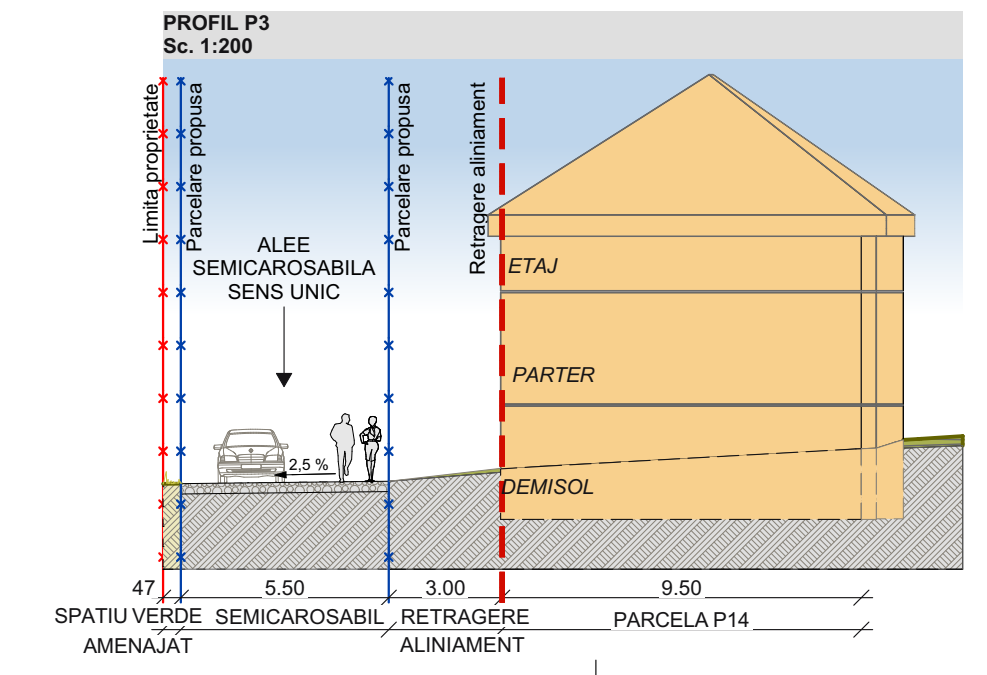 PROFIL P3
Sc. 1:200
Limita proprietate
Parcelare propusa
Parcelare propusa
Retragere aliniament
ALEE
SEMICAROSABILA
SENS UNIC
ETAJ
PARTER
2,5 %
DEMISOL
47 5.50 3.00 9.50
SPATIU VERDE SEMICAROSABIL RETRAGERE PARCELA P14
AMENAJAT ALINIAMENT